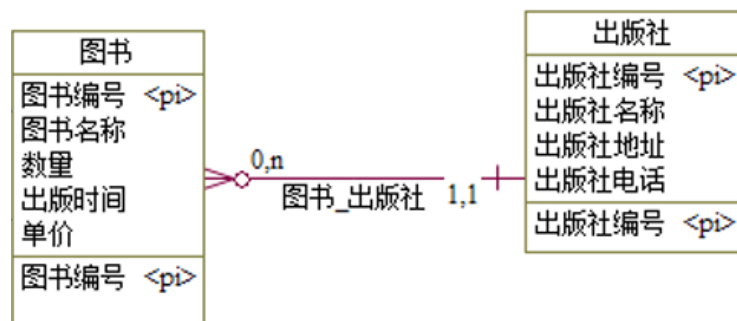 图书
图书编号 <pi>
图书名称
数量
出版时间
单价
图书编号 <pi>
0,n
图书_出版社
1,1
出版社
出版社编号 <pi>
出版社名称
出版社地址
出版社电话
出版社编号 <pi>